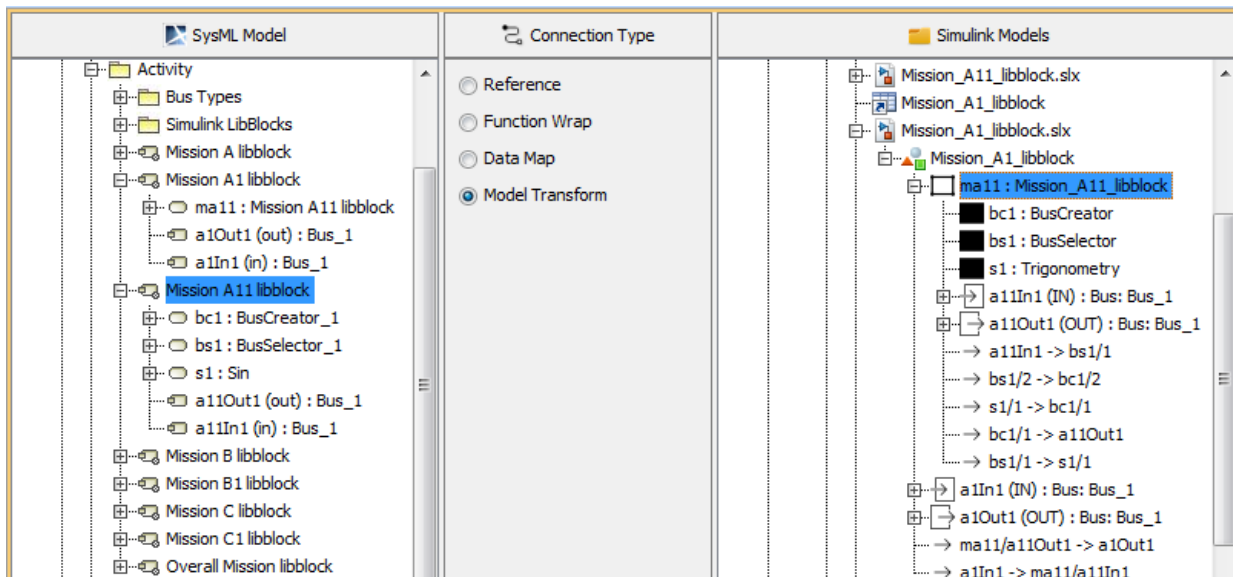 SysML Model
Activity
Bus Types
Simulink LibBlocks
Mission A libblock
Mission A1 libblock
ma11 : Mission A11 libblock
a1Out1 (out) : Bus_1
a1In1 (in) : Bus_1
Mission A11 libblock
bc1 : BusCreator_1
bs1 : BusSelector_1
s1 : Sin
a11Out1 (out) : Bus_1
a11In1 (in) : Bus_1
Mission B libblock
Mission B1 libblock
Mission C libblock
Mission C1 libblock
Overall Mission libblock
Connection Type
Reference
Function Wrap
Data Map
Model Transform
Simulink Models
Mission_A11_libblock.slx
Mission_A1_libblock
Mission_A1_libblock.slx
Mission_A1_libblock
ma11 : Mission_A11_libblock
bc1 : BusCreator
bs1 : BusSelector
s1 : Trigonometry
a11In1 (IN) : Bus: Bus_1
a11Out1 (OUT) : Bus: Bus_1
a11In1 -> bs1/1
bs1/2 -> bc1/2
s1/1 -> bc1/1
bc1/1 -> a11Out1
bs1/1 -> s1/1
a1In1 (IN) : Bus: Bus_1
a1Out1 (OUT) : Bus: Bus_1
ma11/a11Out1 -> a1Out1
a1In1 -> ma11/a11In1